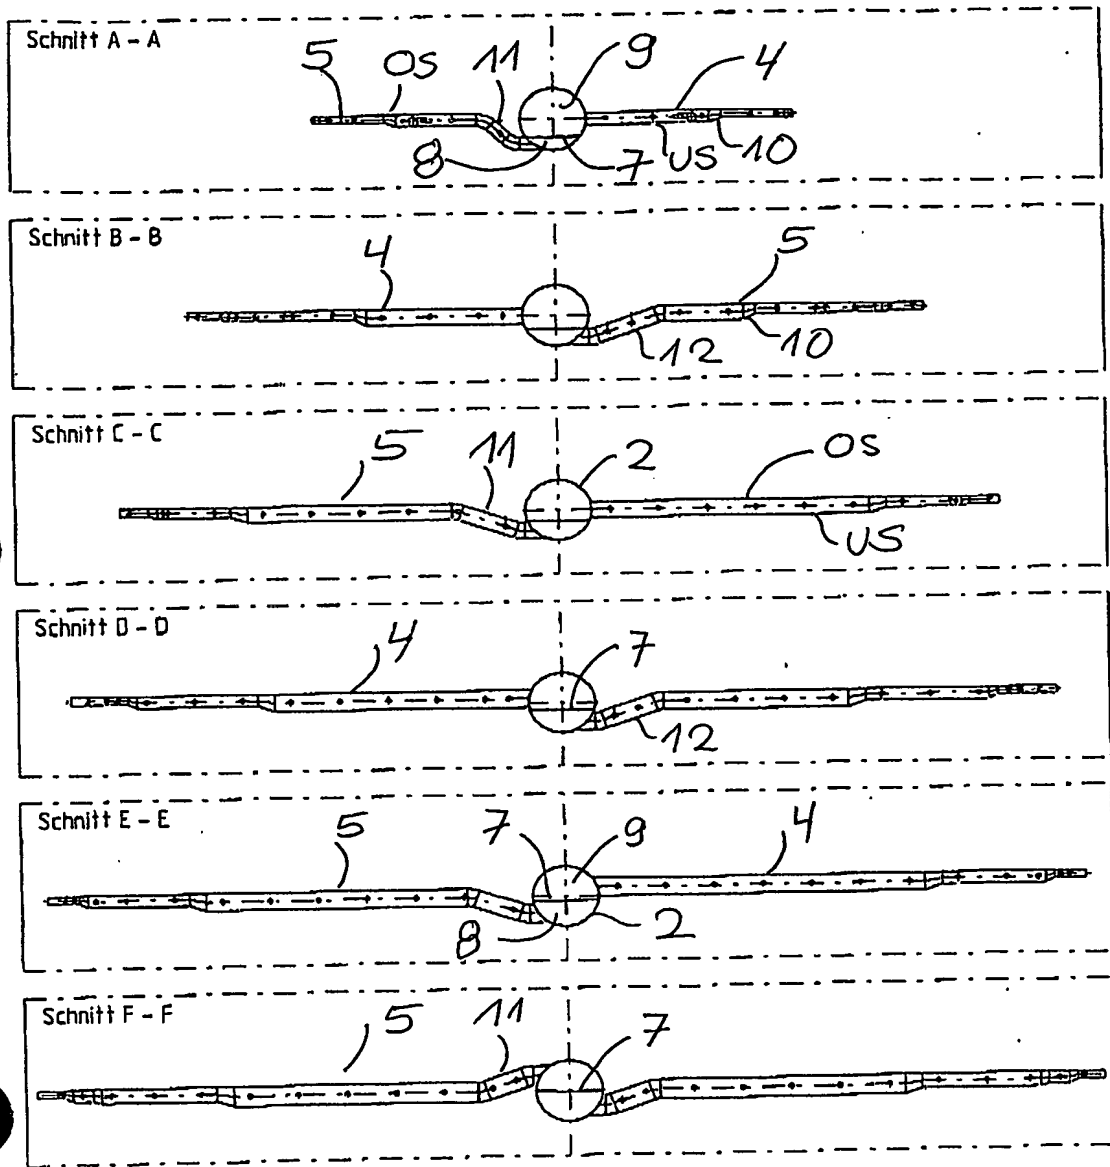 Schnitt A - A
5 OS 11 9 4
8 7 US 10
Schnitt B - B
4 5
12 10
Schnitt C - C
5 11 2 OS
US
Schnitt D - D
4 7
12
Schnitt E - E
5 7 9 4
8 2
Schnitt F - F
5 11 7